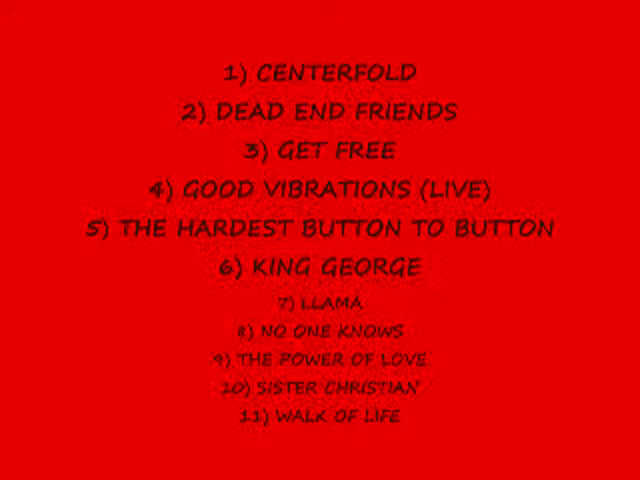 1) CENTERFOLD
2) DEAD END FRIENDS
3) GET FREE
4) GOOD VIBRATIONS (LIVE)
5) THE HARDEST BUTTON TO BUTTON
6) KING GEORGE
7) LLAMA
8) NO ONE KNOWS
9) THE POWER OF LOVE
10) SISTER CHRISTIAN
11) WALK OF LIFE